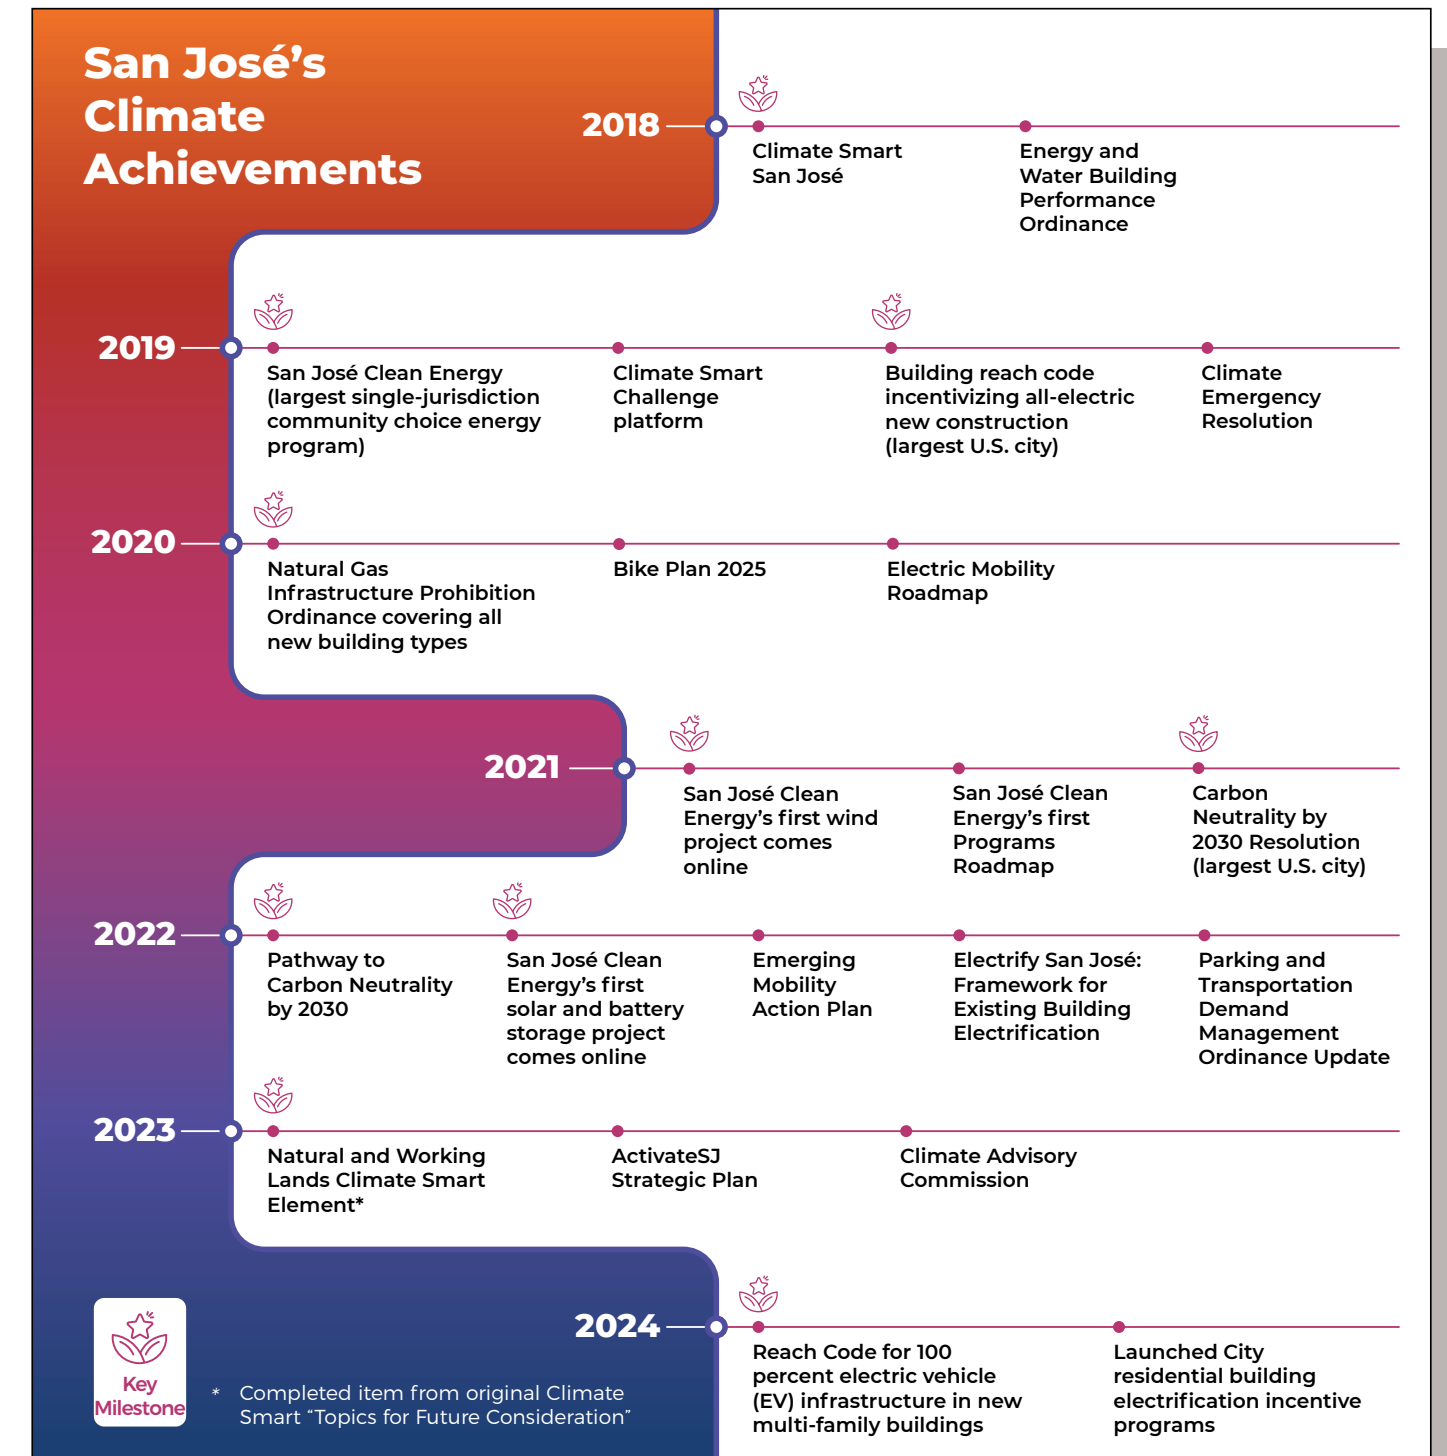 San José’s
Climate
Achievements
2018
Climate Smart
San José
Energy and
Water Building
Performance
Ordinance
2019
San José Clean Energy
(largest single-jurisdiction
community choice energy
program)
Climate Smart
Challenge
platform
Building reach code
incentivizing all-electric
new construction
(largest U.S. city)
Climate
Emergency
Resolution
2020
Natural Gas
Infrastructure Prohibition
Ordinance covering all
new building types
Bike Plan 2025
Electric Mobility
Roadmap
2021
San José Clean
Energy’s first wind
project comes
online
San José Clean
Energy’s first
Programs
Roadmap
Carbon
Neutrality by
2030 Resolution
(largest U.S. city)
2022
Pathway to
Carbon Neutrality
by 2030
San José Clean
Energy’s first
solar and battery
storage project
comes online
Emerging
Mobility
Action Plan
Electrify San José:
Framework for
Existing Building
Electrification
Parking and
Transportation
Demand
Management
Ordinance Update
2023
Natural and Working
Lands Climate Smart
Element*
ActivateSJ
Strategic Plan
Climate Advisory
Commission
2024
Reach Code for 100
percent electric vehicle
(EV) infrastructure in new
multi-family buildings
Launched City
residential building
electrification incentive
programs
Key
Milestone
* Completed item from original Climate
Smart “Topics for Future Consideration”